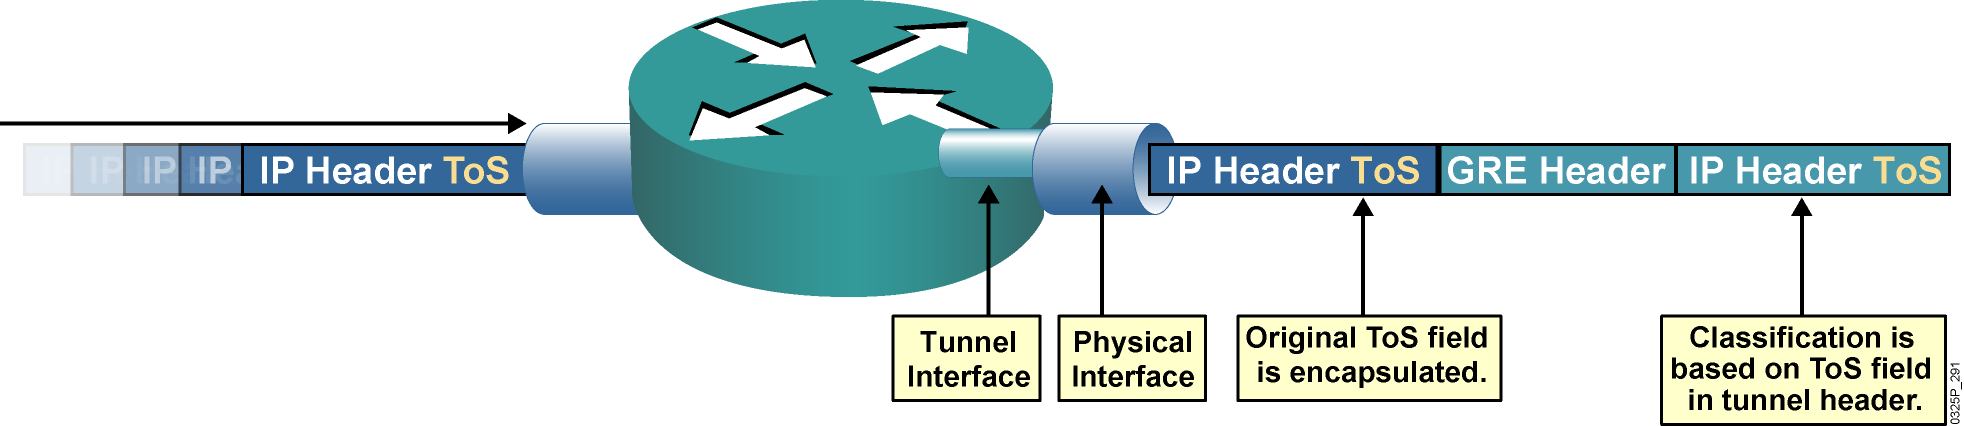 IP IP IP IP IP Header ToS
IP Header ToS GRE Header IP Header ToS
Tunnel
Interface
Physical
Interface
Original ToS field
is encapsulated.
Classification is
based on ToS field
in tunnel header.
0325P_291